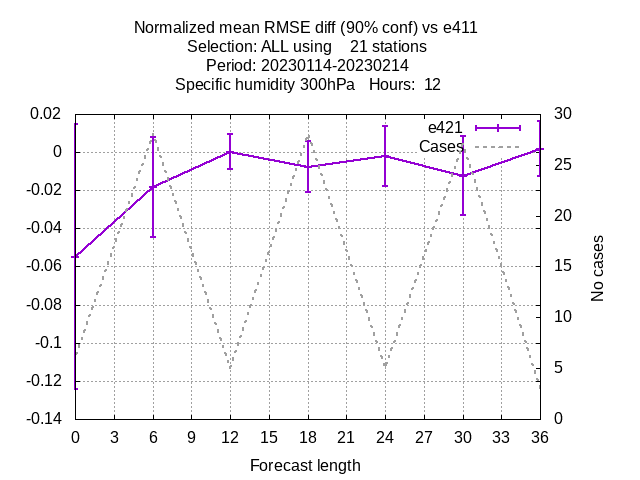 Normalized mean RMSE diff (90% conf) vs e411
Selection: ALL using    21 stations
Period: 20230114-20230214
Specific humidity 300hPa   Hours:  12
0.02
0
-0.02
-0.04
-0.06
-0.08
-0.1
-0.12
-0.14
e421
Cases
30
25
20
15
10
5
0
No cases
0 3 6 9 12 15 18 21 24 27 30 33 36
Forecast length